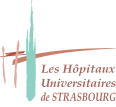 Les Hôpitaux
Universitaires
de STRASBOURG